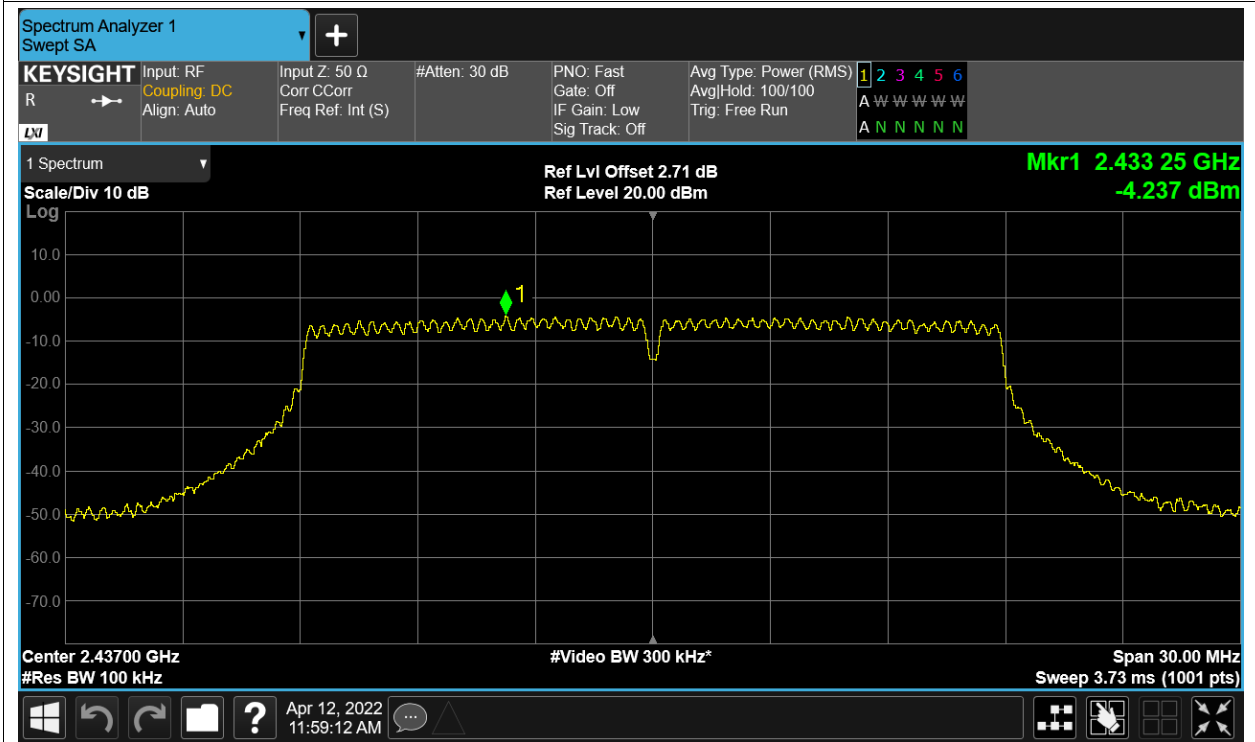 Spectrum Analyzer 1
Swept SA
KEYSIGHT
R
LXI
Input: RF
Coupling: DC
Align: Auto
Input Z: 50 Ω
Corr CCorr
Freq Ref: Int (S)
#Atten: 30 dB
PNO: Fast
Gate: Off
IF Gain: Low
Sig Track: Off
Avg Type: Power (RMS)
Avg|Hold: 100/100
Trig: Free Run
1 2 3 4 5 6
A W W W W W
A N N N N N
1 Spectrum
Scale/Div 10 dB
Log
Ref Lvl Offset 2.71 dB
Ref Level 20.00 dBm
Mkr1 2.433 25 GHz
-4.237 dBm
10.0
0.00
1
-10.0
-20.0
-30.0
-40.0
-50.0
-60.0
-70.0
Center 2.43700 GHz
#Res BW 100 kHz
#Video BW 300 kHz*
Span 30.00 MHz
Sweep 3.73 ms (1001 pts)
?
Apr 12, 2022
11:59:12 AM